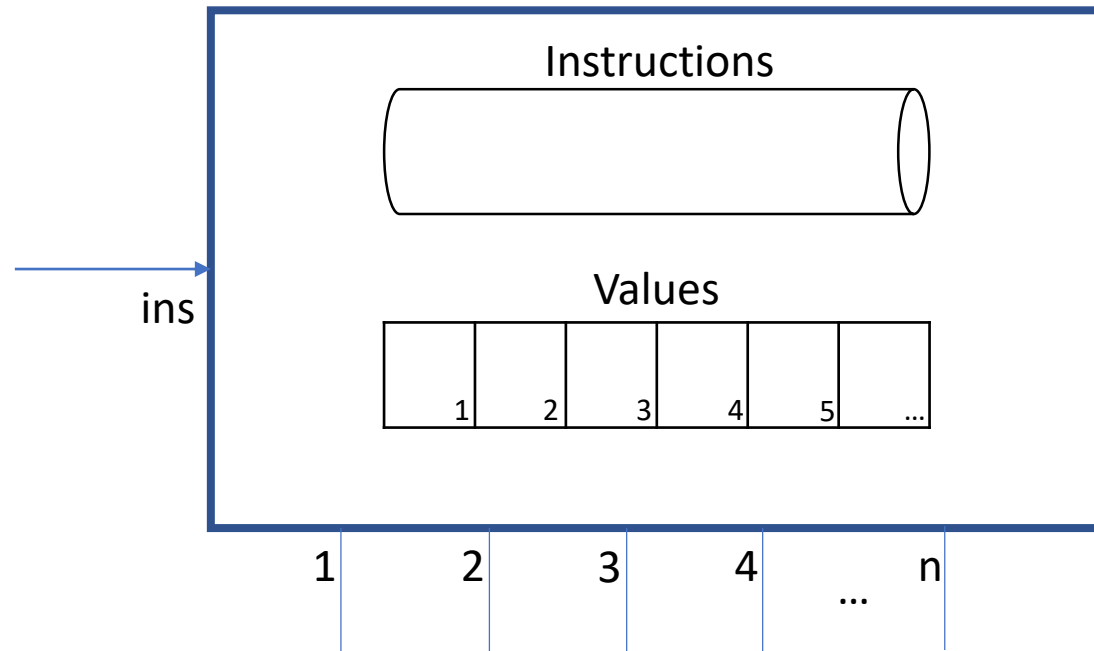 Instructions
ins
Values
1 2 3 4 5 ...
1 2 3 4 ... n